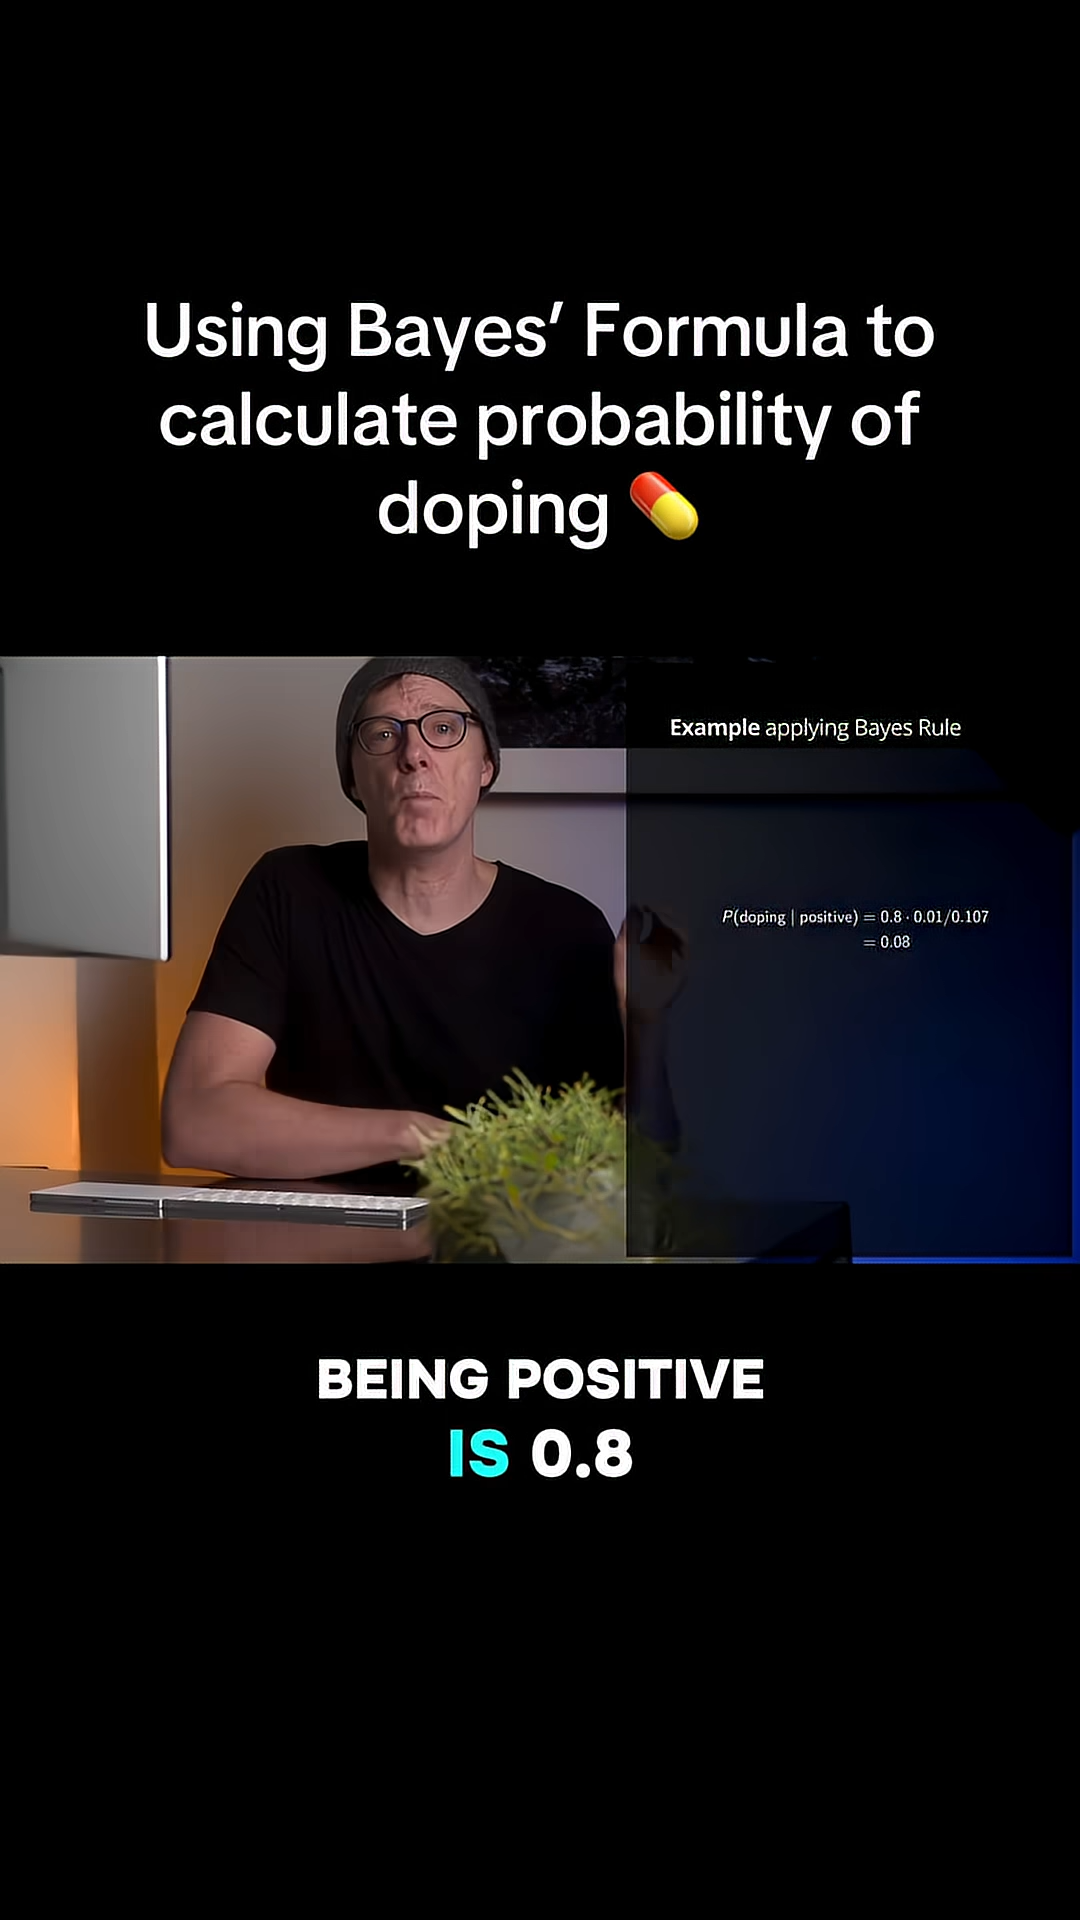 Using Bayes’ Formula to
calculate probability of
doping 💊
Example applying Bayes Rule
P(doping | positive) = 0.8 · 0.01/0.107
= 0.08
BEING POSITIVE
IS 0.8